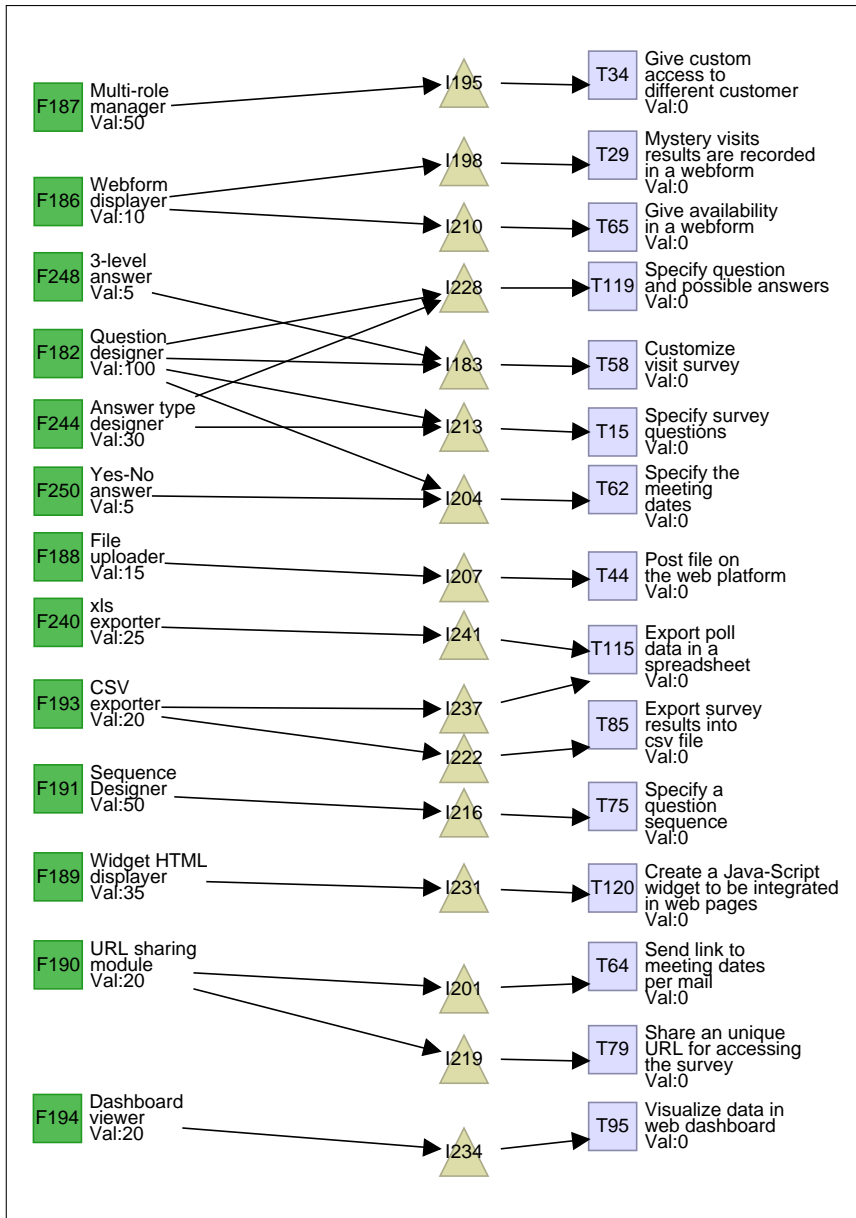 F187
Multi-role
manager
Val:50
I195
T34
Give custom
access to
different customer
Val:0
F186
Webform
displayer
Val:10
I198
T29
Mystery visits
results are recorded
in a webform
Val:0
I210
T65
Give availability
in a webform
Val:0
F248
3-level
answer
Val:5
I228
T119
Specify question
and possible answers
Val:0
F182
Question
designer
Val:100
I183
T58
Customize
visit survey
Val:0
F244
Answer type
designer
Val:30
I213
T15
Specify survey
questions
Val:0
F250
Yes-No
answer
Val:5
I204
T62
Specify the
meeting
dates
Val:0
F188
File
uploader
Val:15
I207
T44
Post file on
the web platform
Val:0
F240
xls
exporter
Val:25
I241
T115
Export poll
data in a
spreadsheet
Val:0
F193
CSV
exporter
Val:20
I237
I222
T85
Export survey
results into
csv file
Val:0
F191
Sequence
Designer
Val:50
I216
T75
Specify a
question
sequence
Val:0
F189
Widget HTML
displayer
Val:35
I231
T120
Create a Java-Script
widget to be integrated
in web pages
Val:0
F190
URL sharing
module
Val:20
I201
T64
Send link to
meeting dates
per mail
Val:0
I219
T79
Share an unique
URL for accessing
the survey
Val:0
F194
Dashboard
viewer
Val:20
I234
T95
Visualize data in
web dashboard
Val:0